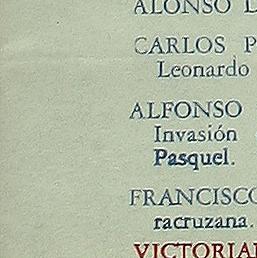 ALONSO D
CARLOS P
Leonardo
ALFONSO
Invasión
Pasquel.
FRANCISCO
racruzana.
VICTORIA